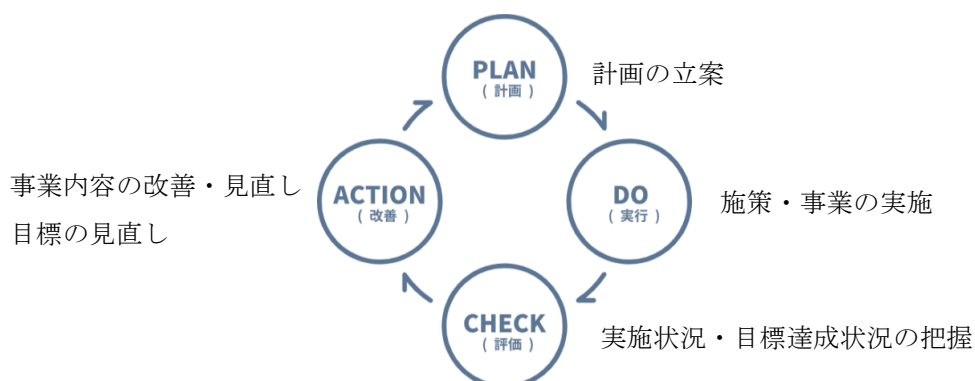 PLAN
( 計画 )
計画の立案
DO
( 実行 )
施策・事業の実施
CHECK
( 評価 )
実施状況・目標達成状況の把握
ACTION
( 改善 )
事業内容の改善・見直し
目標の見直し